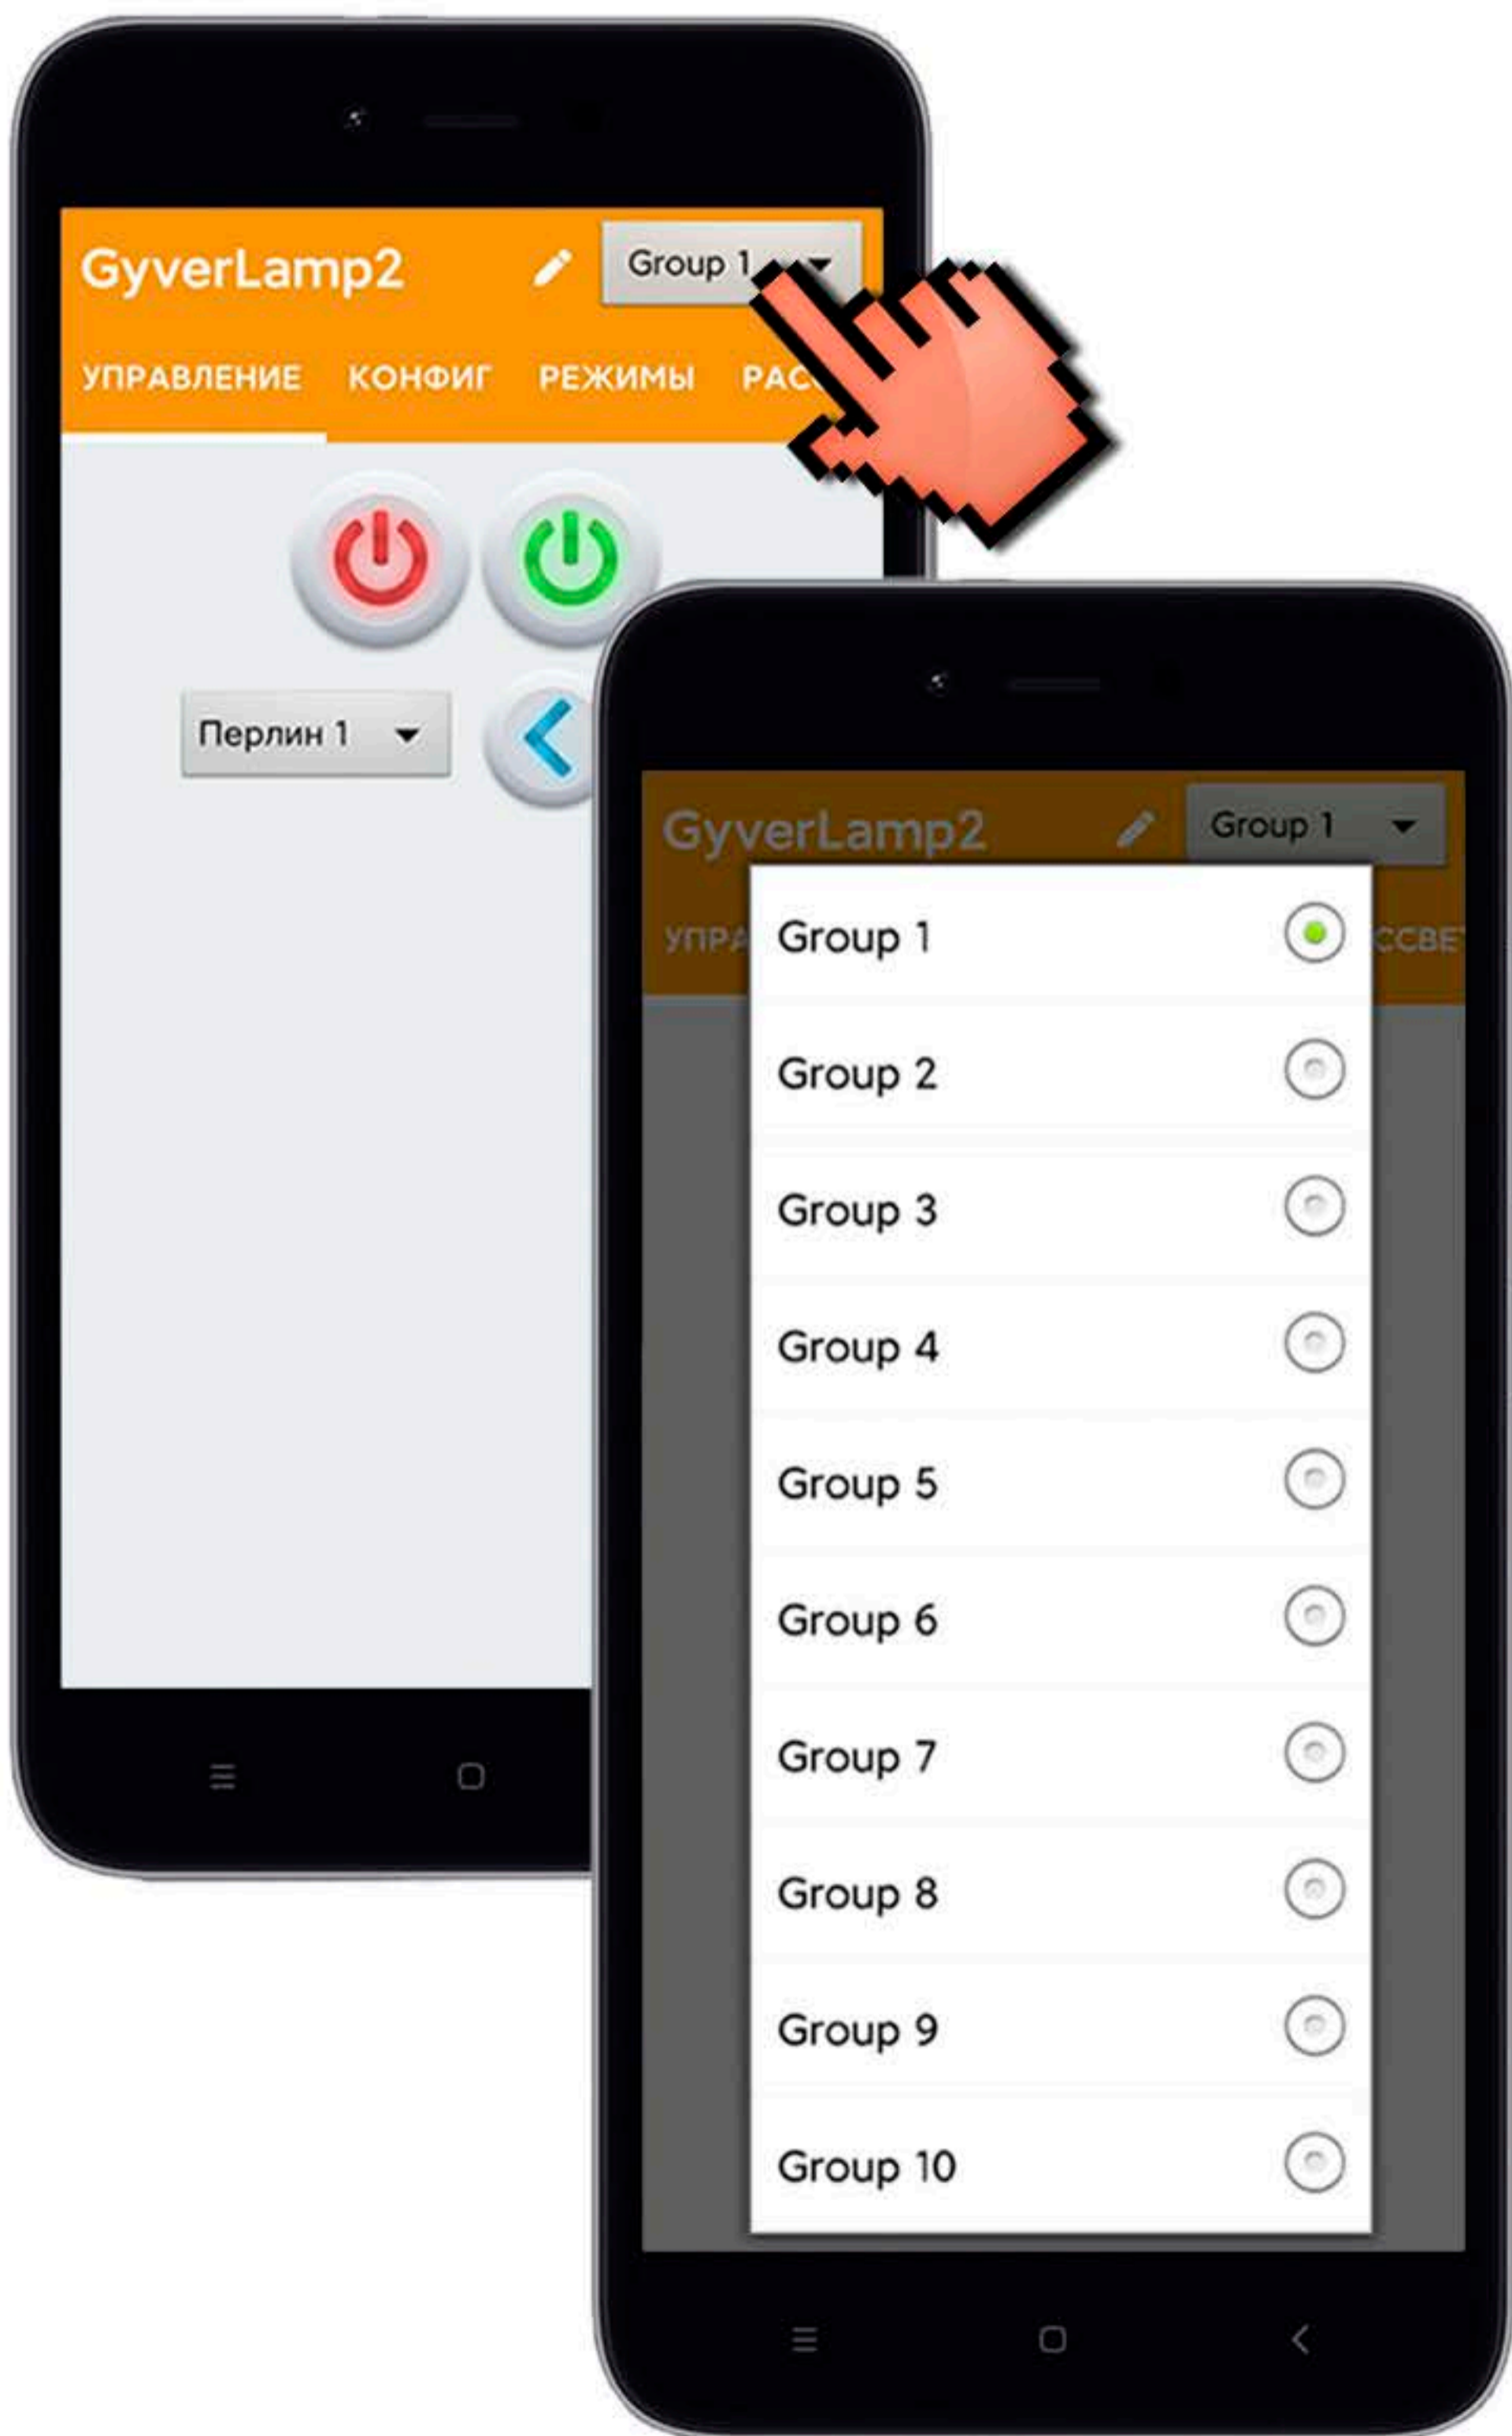 GyverLamp2 Group 1
УПРАВЛЕНИЕ КОНФИГ РЕЖИМЫ
Перлин 1
GyverLamp2 Group 1
Group 1
Group 2
Group 3
Group 4
Group 5
Group 6
Group 7
Group 8
Group 9
Group 10